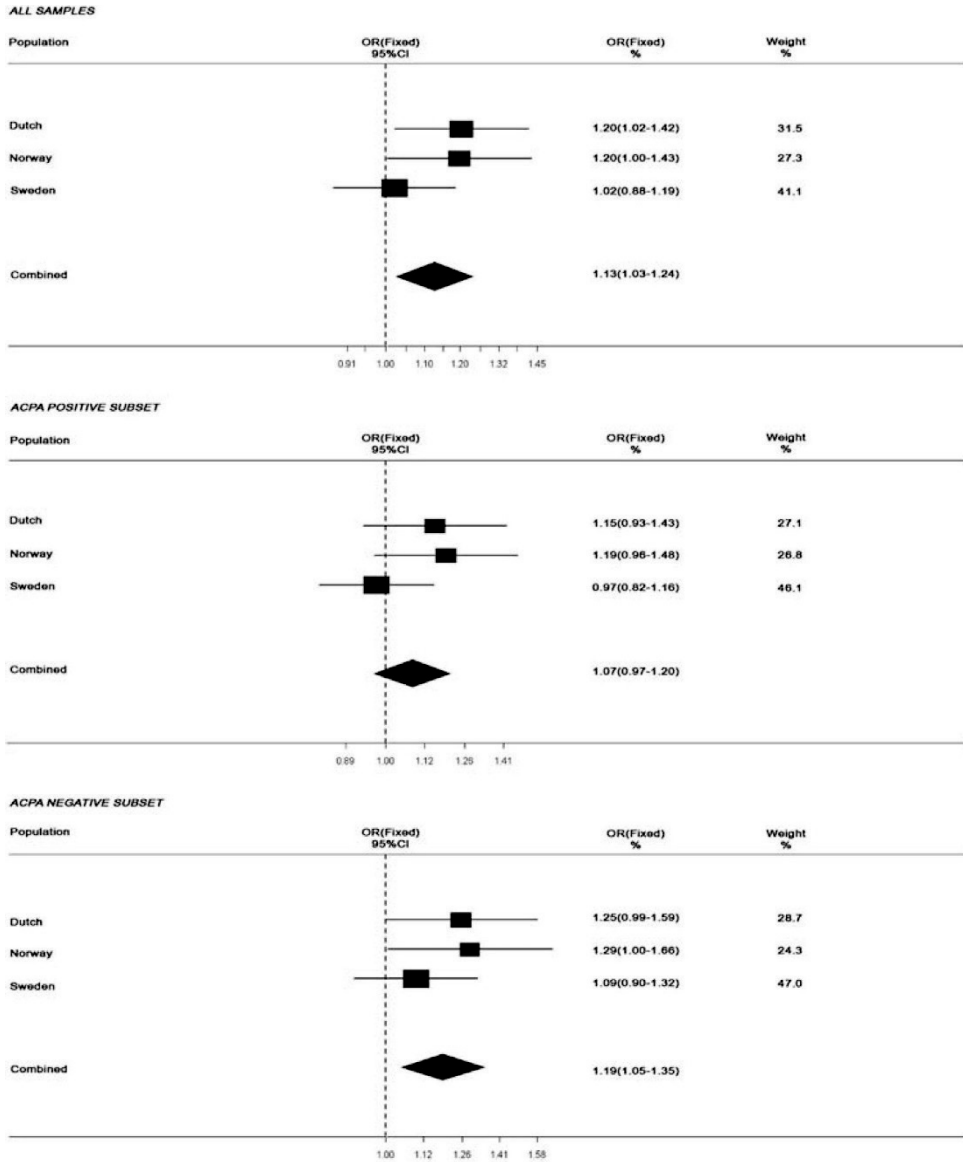 ALL SAMPLES
Population OR(Fixed) OR(Fixed) Weight
95%CI % %
Dutch 1.20(1.02-1.42) 31.5
Norway 1.20(1.00-1.43) 27.3
Sweden 1.02(0.88-1.19) 41.1
Combined 1.13(1.03-1.24)
0.91 1.00 1.10 1.20 1.32 1.45
ACPA POSITIVE SUBSET
Population OR(Fixed) OR(Fixed) Weight
95%CI % %
Dutch 1.15(0.93-1.43) 27.1
Norway 1.19(0.96-1.48) 26.8
Sweden 0.97(0.82-1.16) 46.1
Combined 1.07(0.97-1.20)
0.89 1.00 1.12 1.26 1.41
ACPA NEGATIVE SUBSET
Population OR(Fixed) OR(Fixed) Weight
95%CI % %
Dutch 1.25(0.99-1.59) 28.7
Norway 1.29(1.00-1.66) 24.3
Sweden 1.09(0.90-1.32) 47.0
Combined 1.19(1.05-1.35)
1.00 1.12 1.26 1.41 1.58